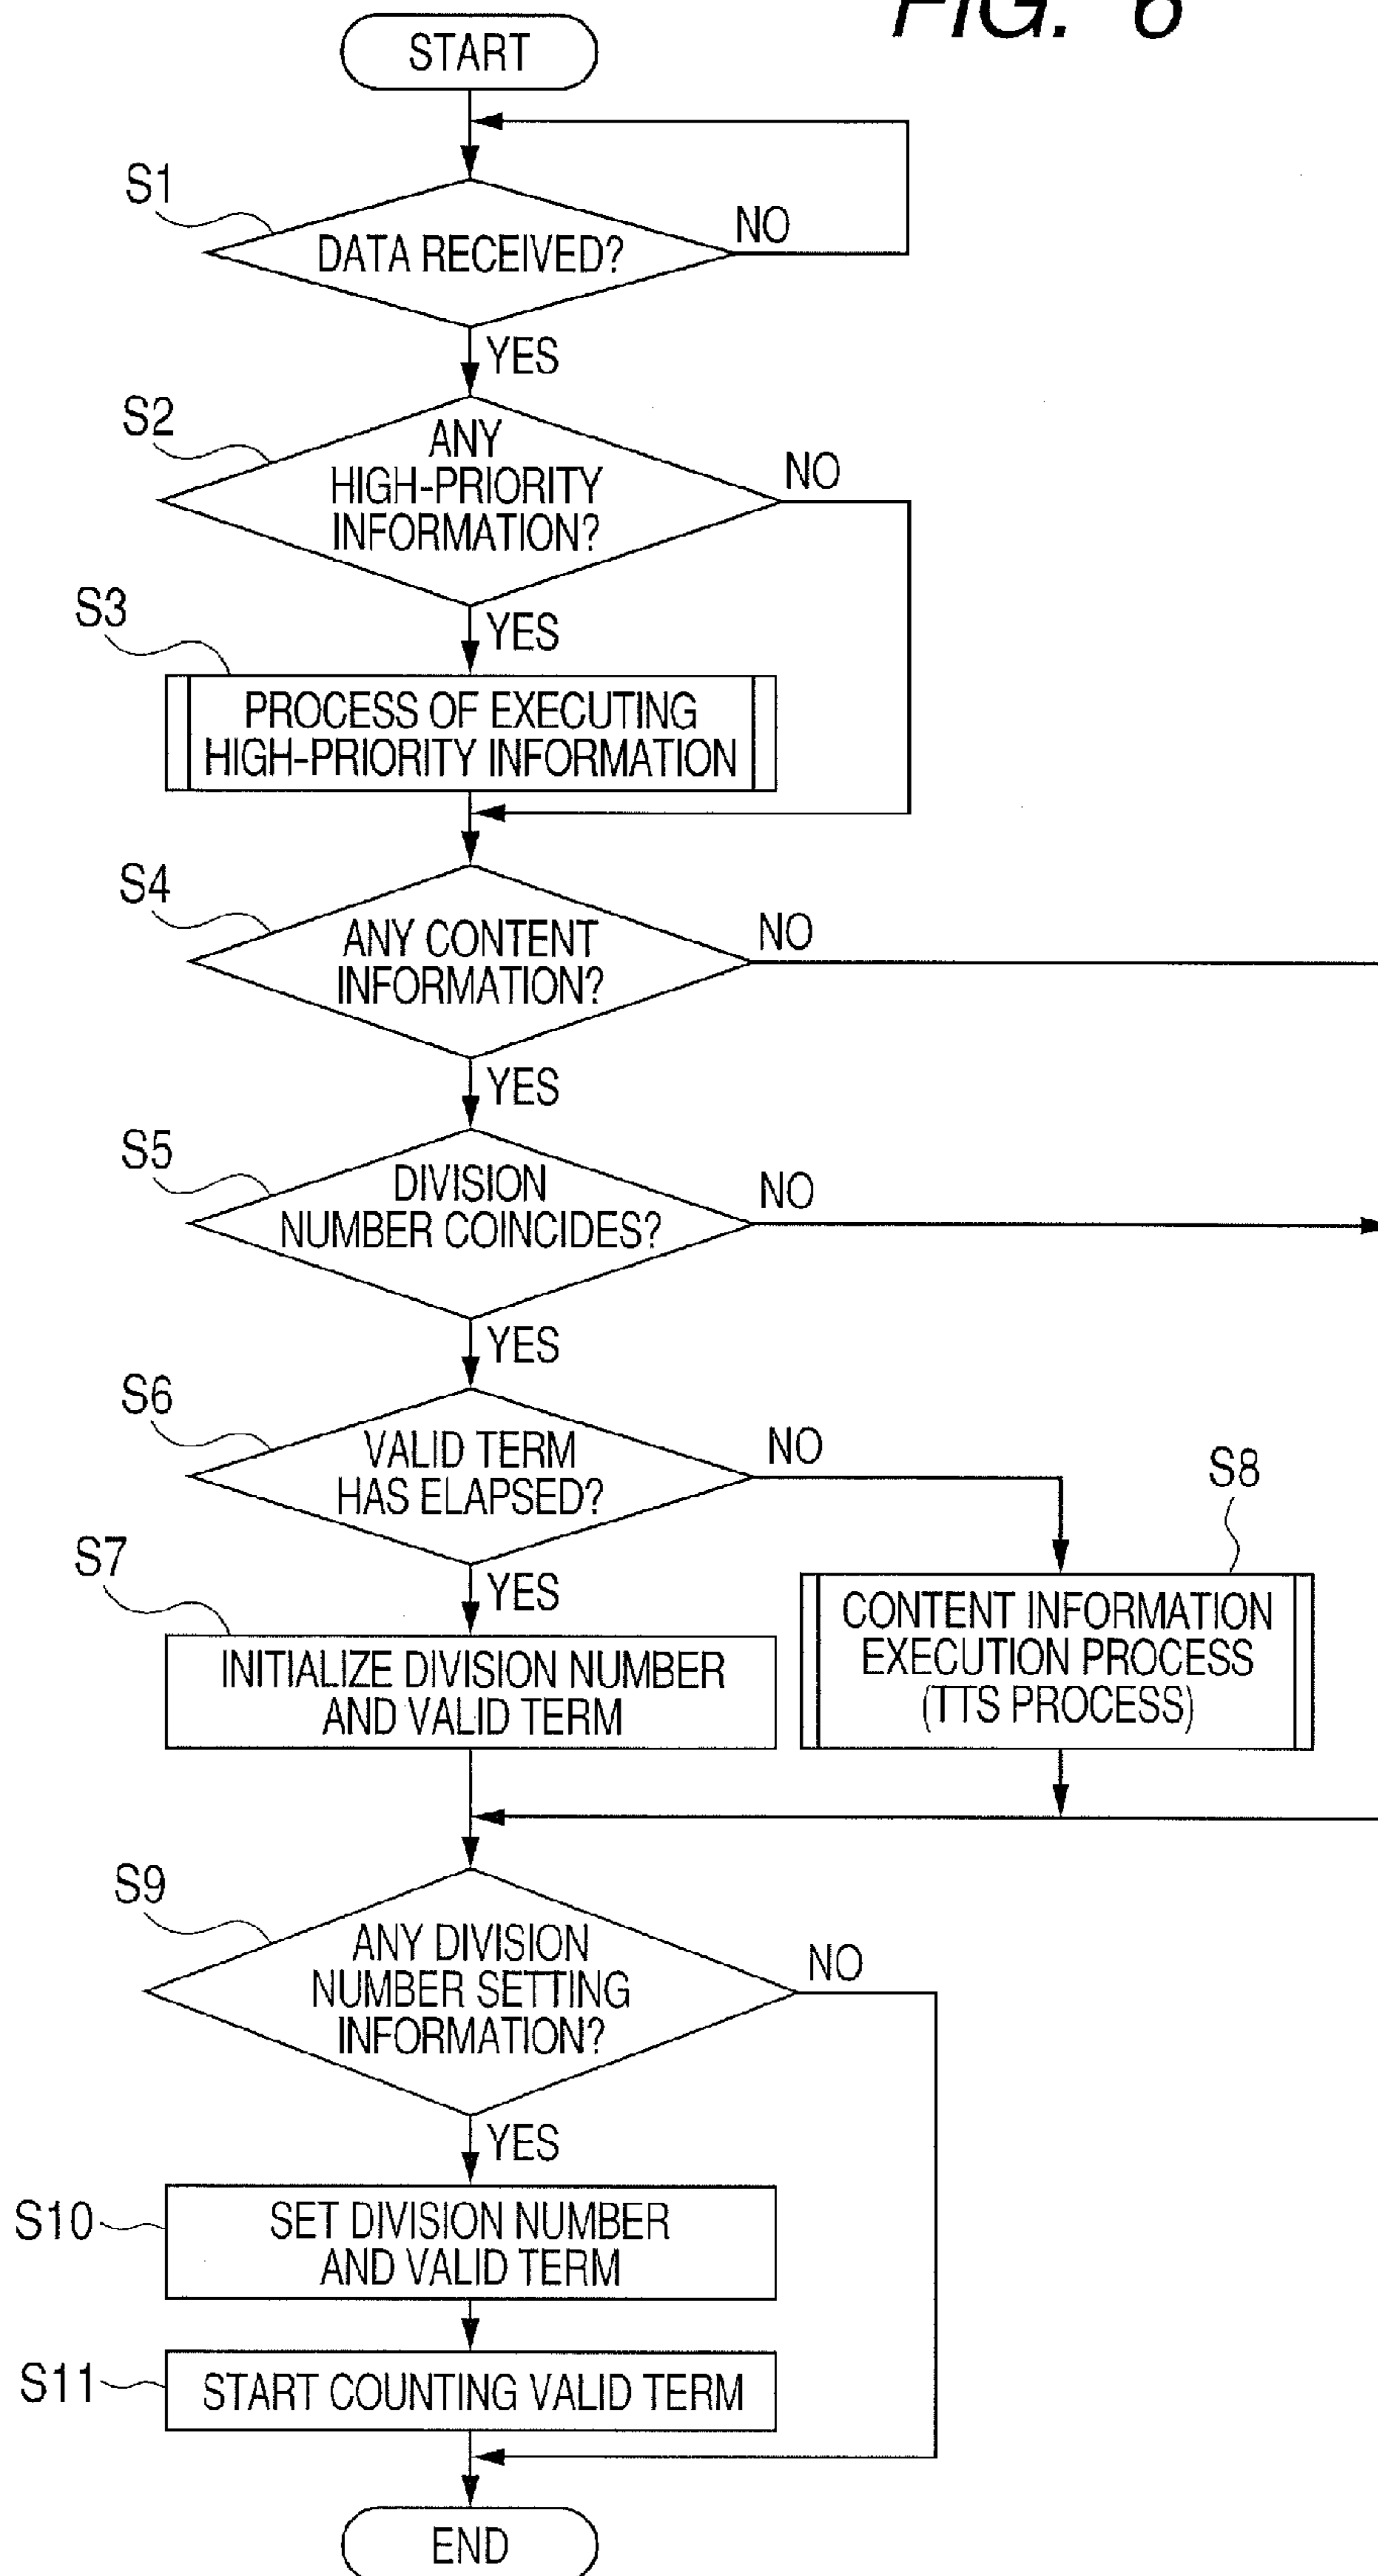 FIG. 6
START
S1
DATA RECEIVED?
NO
YES
S2
ANY
HIGH-PRIORITY
INFORMATION?
NO
YES
S3
PROCESS OF EXECUTING
HIGH-PRIORITY INFORMATION
S4
ANY CONTENT
INFORMATION?
NO
YES
S5
DIVISION
NUMBER COINCIDES?
NO
YES
S6
VALID TERM
HAS ELAPSED?
NO
YES
S7
INITIALIZE DIVISION NUMBER
AND VALID TERM
S8
CONTENT INFORMATION
EXECUTION PROCESS
(TTS PROCESS)
S9
ANY DIVISION
NUMBER SETTING
INFORMATION?
NO
YES
S10
SET DIVISION NUMBER
AND VALID TERM
S11
START COUNTING VALID TERM
END